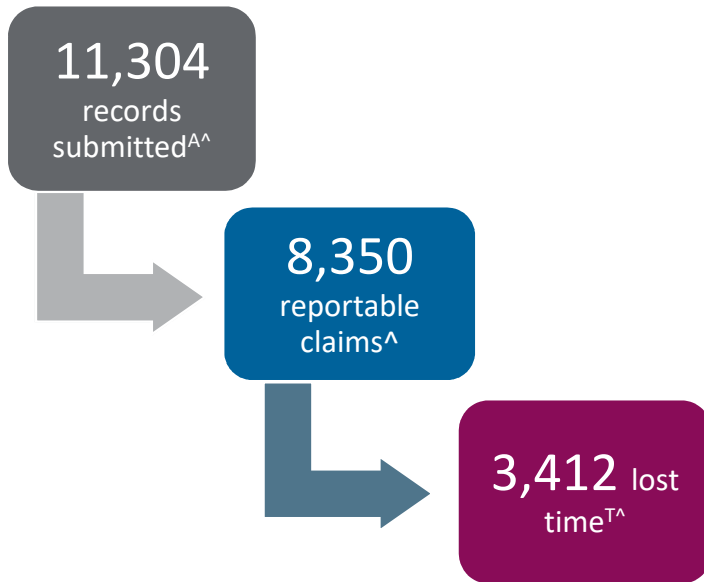 11,304
records
submittedᴬ^
8,350
reportable
claims^
3,412 lost
timeᵀ^